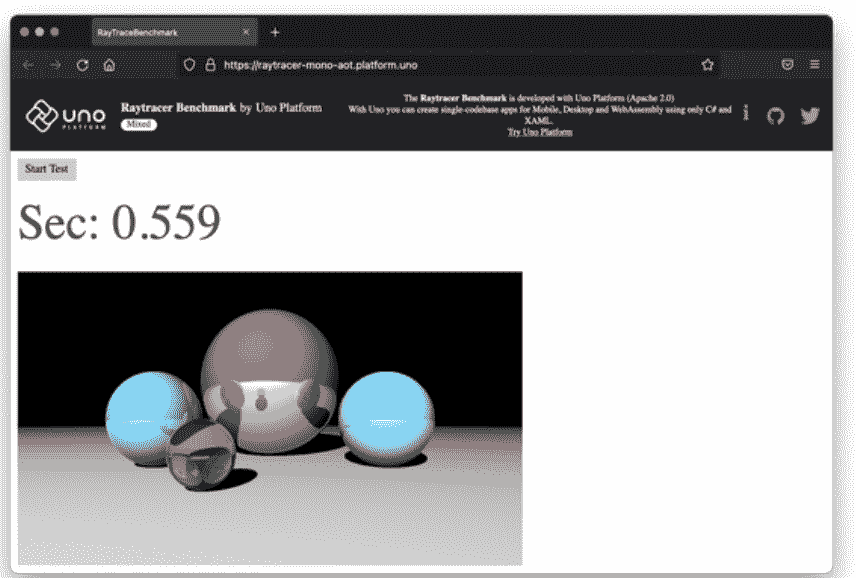 RayTraceBenchmark
https://raytracer-mono-aot.platform.uno
uno
PLATFORM
Raytracer Benchmark by Uno Platform
Mixed
The Raytracer Benchmark is developed with Uno Platform (Apache 2.0)
With Uno you can create single-codebase apps for Mobile, Desktop and WebAssembly using only C# and
XAML.
Try Uno Platform
Start Test
Sec: 0.559